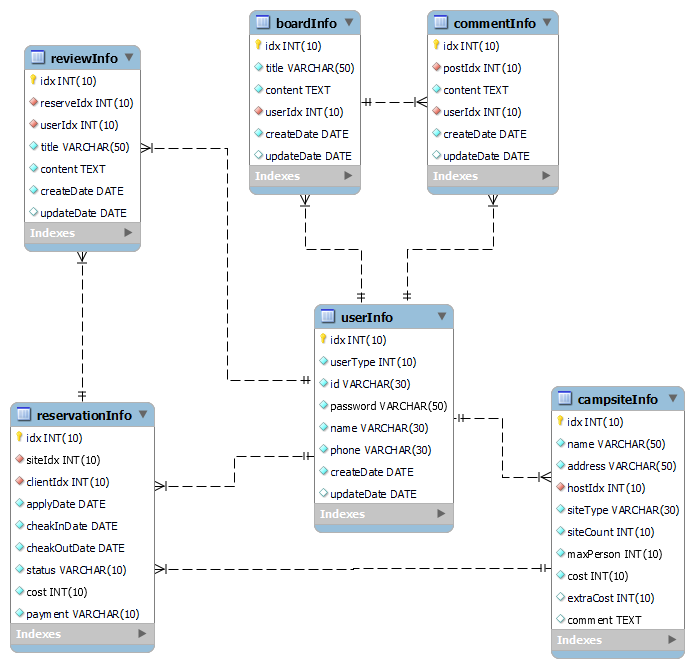 boardInfo
idx INT(10)
title VARCHAR(50)
content TEXT
userIdx INT(10)
createDate DATE
updateDate DATE
Indexes
commentInfo
idx INT(10)
postIdx INT(10)
content TEXT
userIdx INT(10)
createDate DATE
updateDate DATE
Indexes
reviewInfo
idx INT(10)
reserveIdx INT(10)
userIdx INT(10)
title VARCHAR(50)
content TEXT
createDate DATE
updateDate DATE
Indexes
userInfo
idx INT(10)
userType INT(10)
id VARCHAR(30)
password VARCHAR(50)
name VARCHAR(30)
phone VARCHAR(30)
createDate DATE
updateDate DATE
Indexes
reservationInfo
idx INT(10)
siteIdx INT(10)
clientIdx INT(10)
applyDate DATE
cheakInDate DATE
cheakOutDate DATE
status VARCHAR(10)
cost INT(10)
payment VARCHAR(10)
Indexes
campsiteInfo
idx INT(10)
name VARCHAR(50)
address VARCHAR(50)
hostIdx INT(10)
siteType VARCHAR(30)
siteCount INT(10)
maxPerson INT(10)
cost INT(10)
extraCost INT(10)
comment TEXT
Indexes